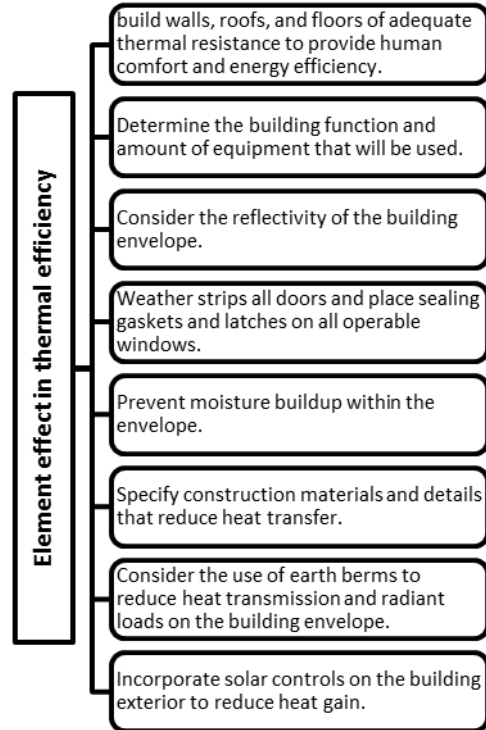 Element effect in thermal efficiency
build walls, roofs, and floors of adequate
thermal resistance to provide human
comfort and energy efficiency.
Determine the building function and
amount of equipment that will be used.
Consider the reflectivity of the building
envelope.
Weather strips all doors and place sealing
gaskets and latches on all operable
windows.
Prevent moisture buildup within the
envelope.
Specify construction materials and details
that reduce heat transfer.
Consider the use of earth berms to
reduce heat transmission and radiant
loads on the building envelope.
Incorporate solar controls on the building
exterior to reduce heat gain.